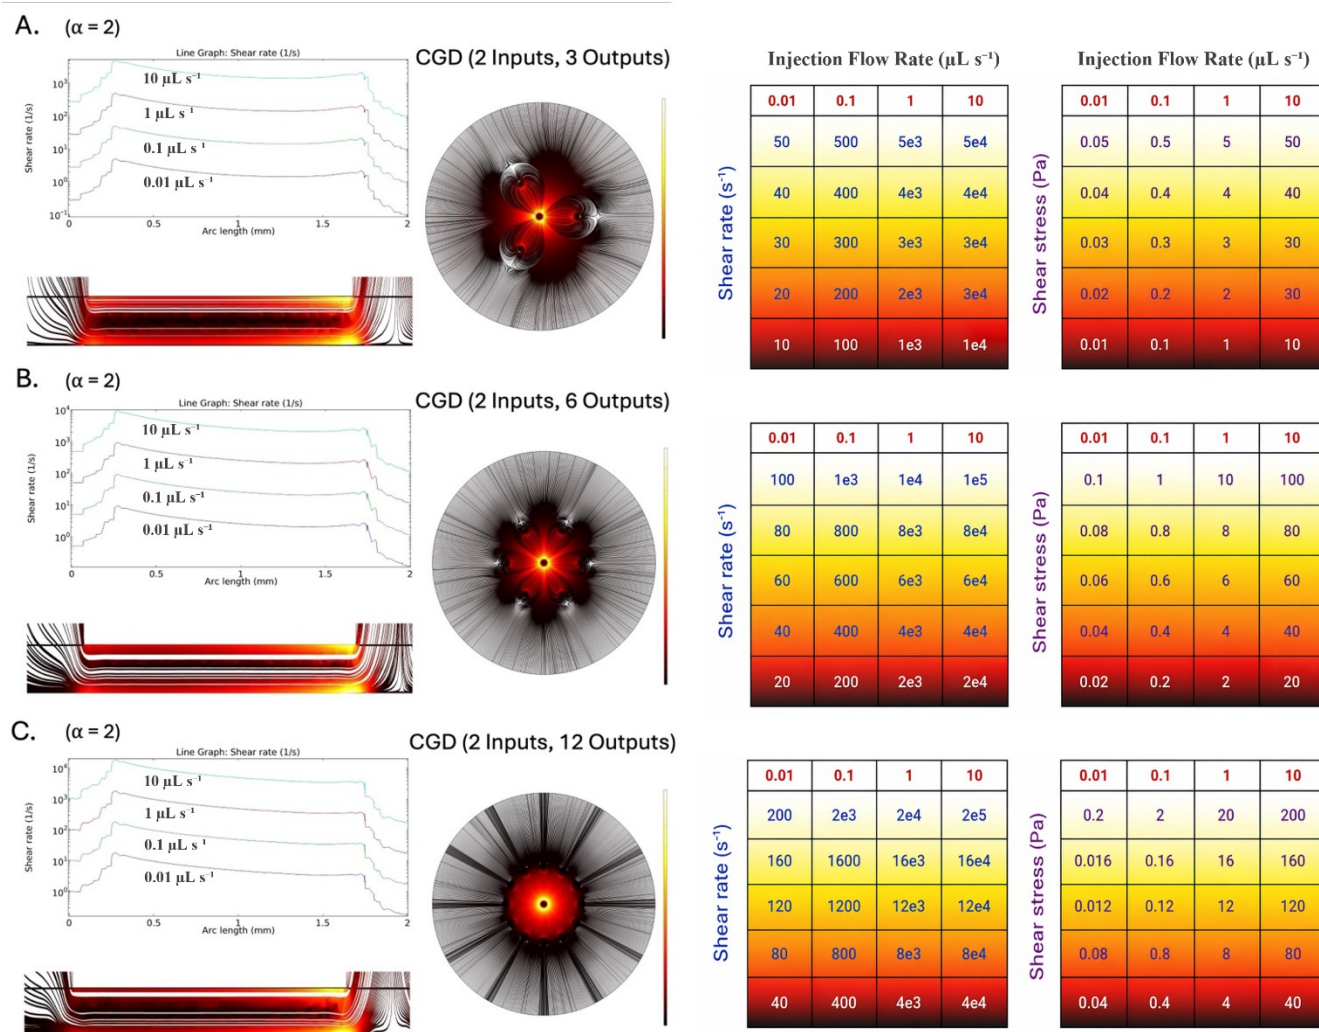 A. (α = 2)
Line Graph: Shear rate (1/s)
Shear rate (1/s)
10³
10²
10¹
10⁰
10⁻¹
10 µL s⁻¹
1 µL s⁻¹
0.1 µL s⁻¹
0.01 µL s⁻¹
0 0.5 1 1.5 2
Arc length (mm)
CGD (2 Inputs, 3 Outputs)
Injection Flow Rate (µL s⁻¹)
Shear rate (s⁻¹)
0.01 0.1 1 10
50 500 5e3 5e4
40 400 4e3 4e4
30 300 3e3 3e4
20 200 2e3 3e4
10 100 1e3 1e4
Injection Flow Rate (µL s⁻¹)
Shear stress (Pa)
0.01 0.1 1 10
0.05 0.5 5 50
0.04 0.4 4 40
0.03 0.3 3 30
0.02 0.2 2 30
0.01 0.1 1 10
B. (α = 2)
Line Graph: Shear rate (1/s)
Shear rate (1/s)
10⁴
10³
10²
10¹
10⁰
10 µL s⁻¹
1 µL s⁻¹
0.1 µL s⁻¹
0.01 µL s⁻¹
0 0.5 1 1.5 2
Arc length (mm)
CGD (2 Inputs, 6 Outputs)
Shear rate (s⁻¹)
0.01 0.1 1 10
100 1e3 1e4 1e5
80 800 8e3 8e4
60 600 6e3 6e4
40 400 4e3 4e4
20 200 2e3 2e4
Shear stress (Pa)
0.01 0.1 1 10
0.1 1 10 100
0.08 0.8 8 80
0.06 0.6 6 60
0.04 0.4 4 40
0.02 0.2 2 20
C. (α = 2)
Line Graph: Shear rate (1/s)
Shear rate (1/s)
10⁴
10³
10²
10¹
10⁰
10 µL s⁻¹
1 µL s⁻¹
0.1 µL s⁻¹
0.01 µL s⁻¹
0 0.5 1 1.5 2
Arc length (mm)
CGD (2 Inputs, 12 Outputs)
Shear rate (s⁻¹)
0.01 0.1 1 10
200 2e3 2e4 2e5
160 1600 16e3 16e4
120 1200 12e3 12e4
80 800 8e3 8e4
40 400 4e3 4e4
Shear stress (Pa)
0.01 0.1 1 10
0.2 2 20 200
0.016 0.16 16 160
0.012 0.12 12 120
0.08 0.8 8 80
0.04 0.4 4 40